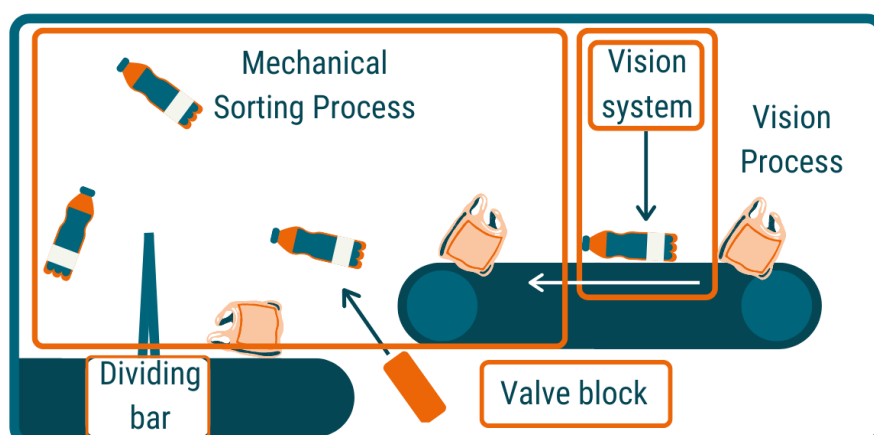 Mechanical
Sorting Process
Vision
system
Vision
Process
Dividing
bar
Valve block